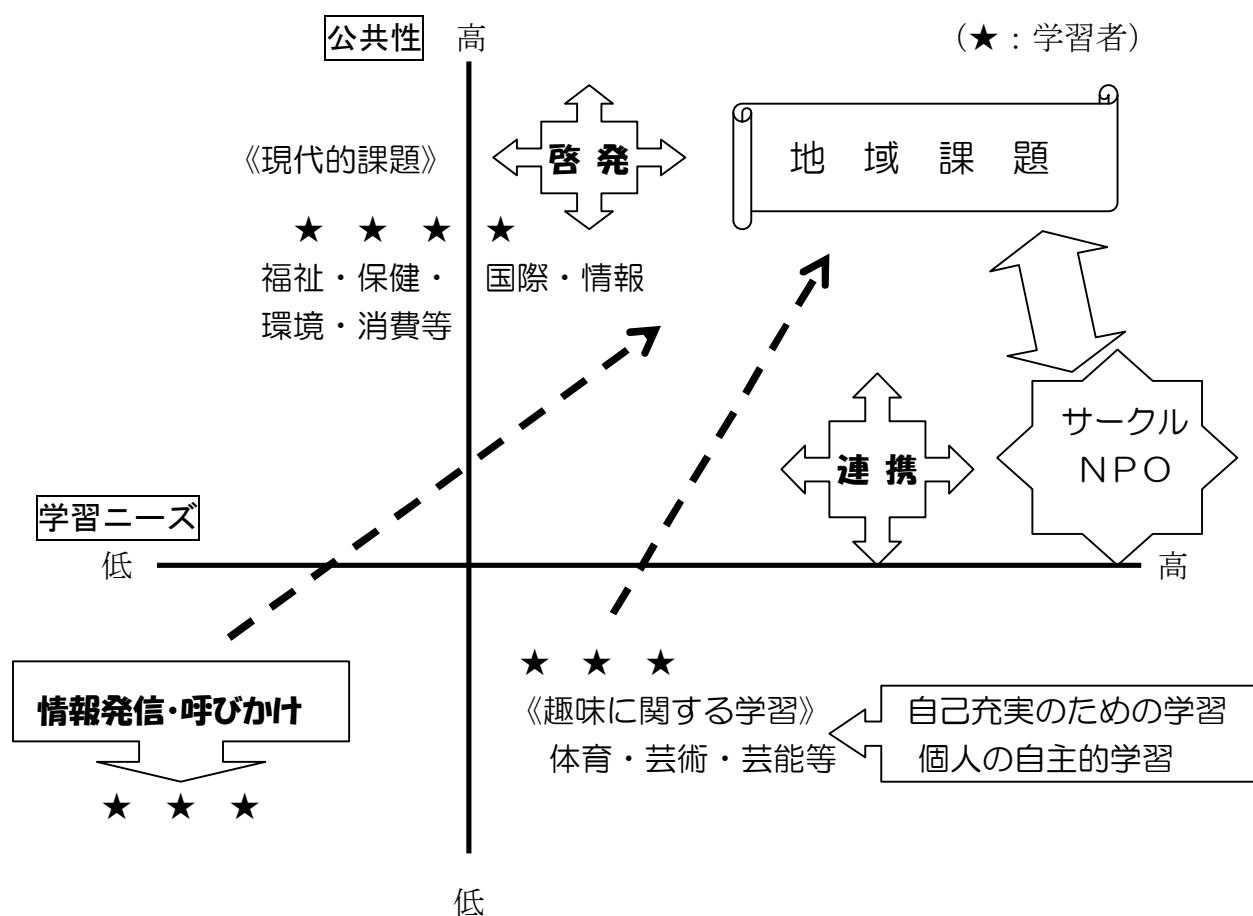 公共性 高
(★：学習者)
《現代的課題》
啓発
地域課題
★ ★ ★ ★
福祉・保健・ 国際・情報
環境・消費等
サークル
NPO
連携
学習ニーズ
低
高
★ ★ ★
情報発信・呼びかけ
《趣味に関する学習》
体育・芸術・芸能等
自己充実のための学習
個人の自主的学習
★ ★ ★
低